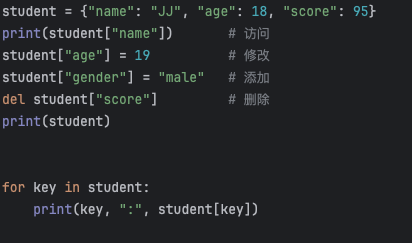 student = {"name": "JJ", "age": 18, "score": 95}
print(student["name"])       # 访问
student["age"] = 19          # 修改
student["gender"] = "male"   # 添加
del student["score"]         # 删除
print(student)
for key in student:
    print(key, ":", student[key])